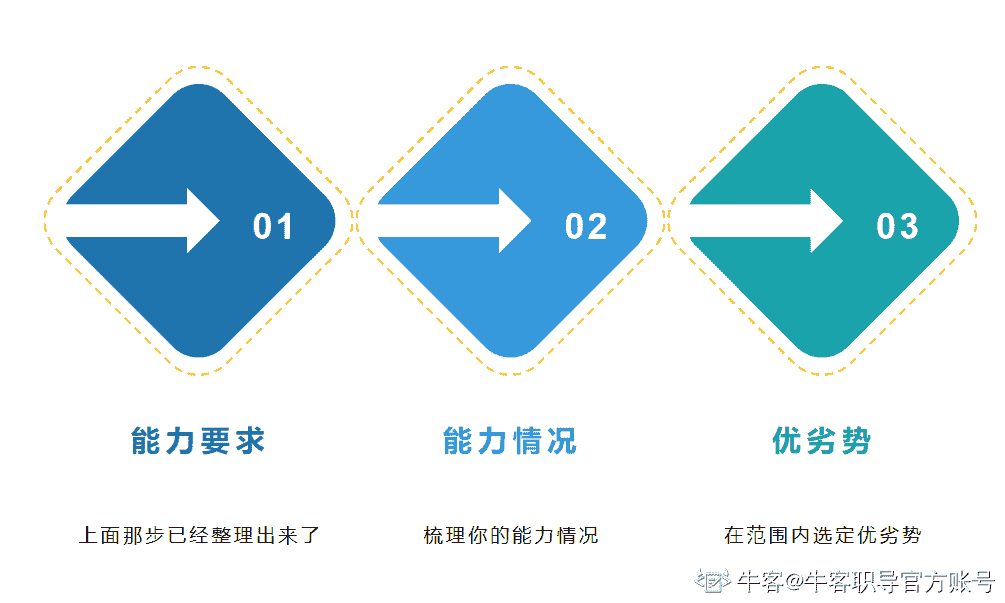 01
02
03
能力要求
能力情况
优劣势
上面那步已经整理出来了
梳理你的能力情况
在范围内选定优劣势
牛客@牛客职导官方账号